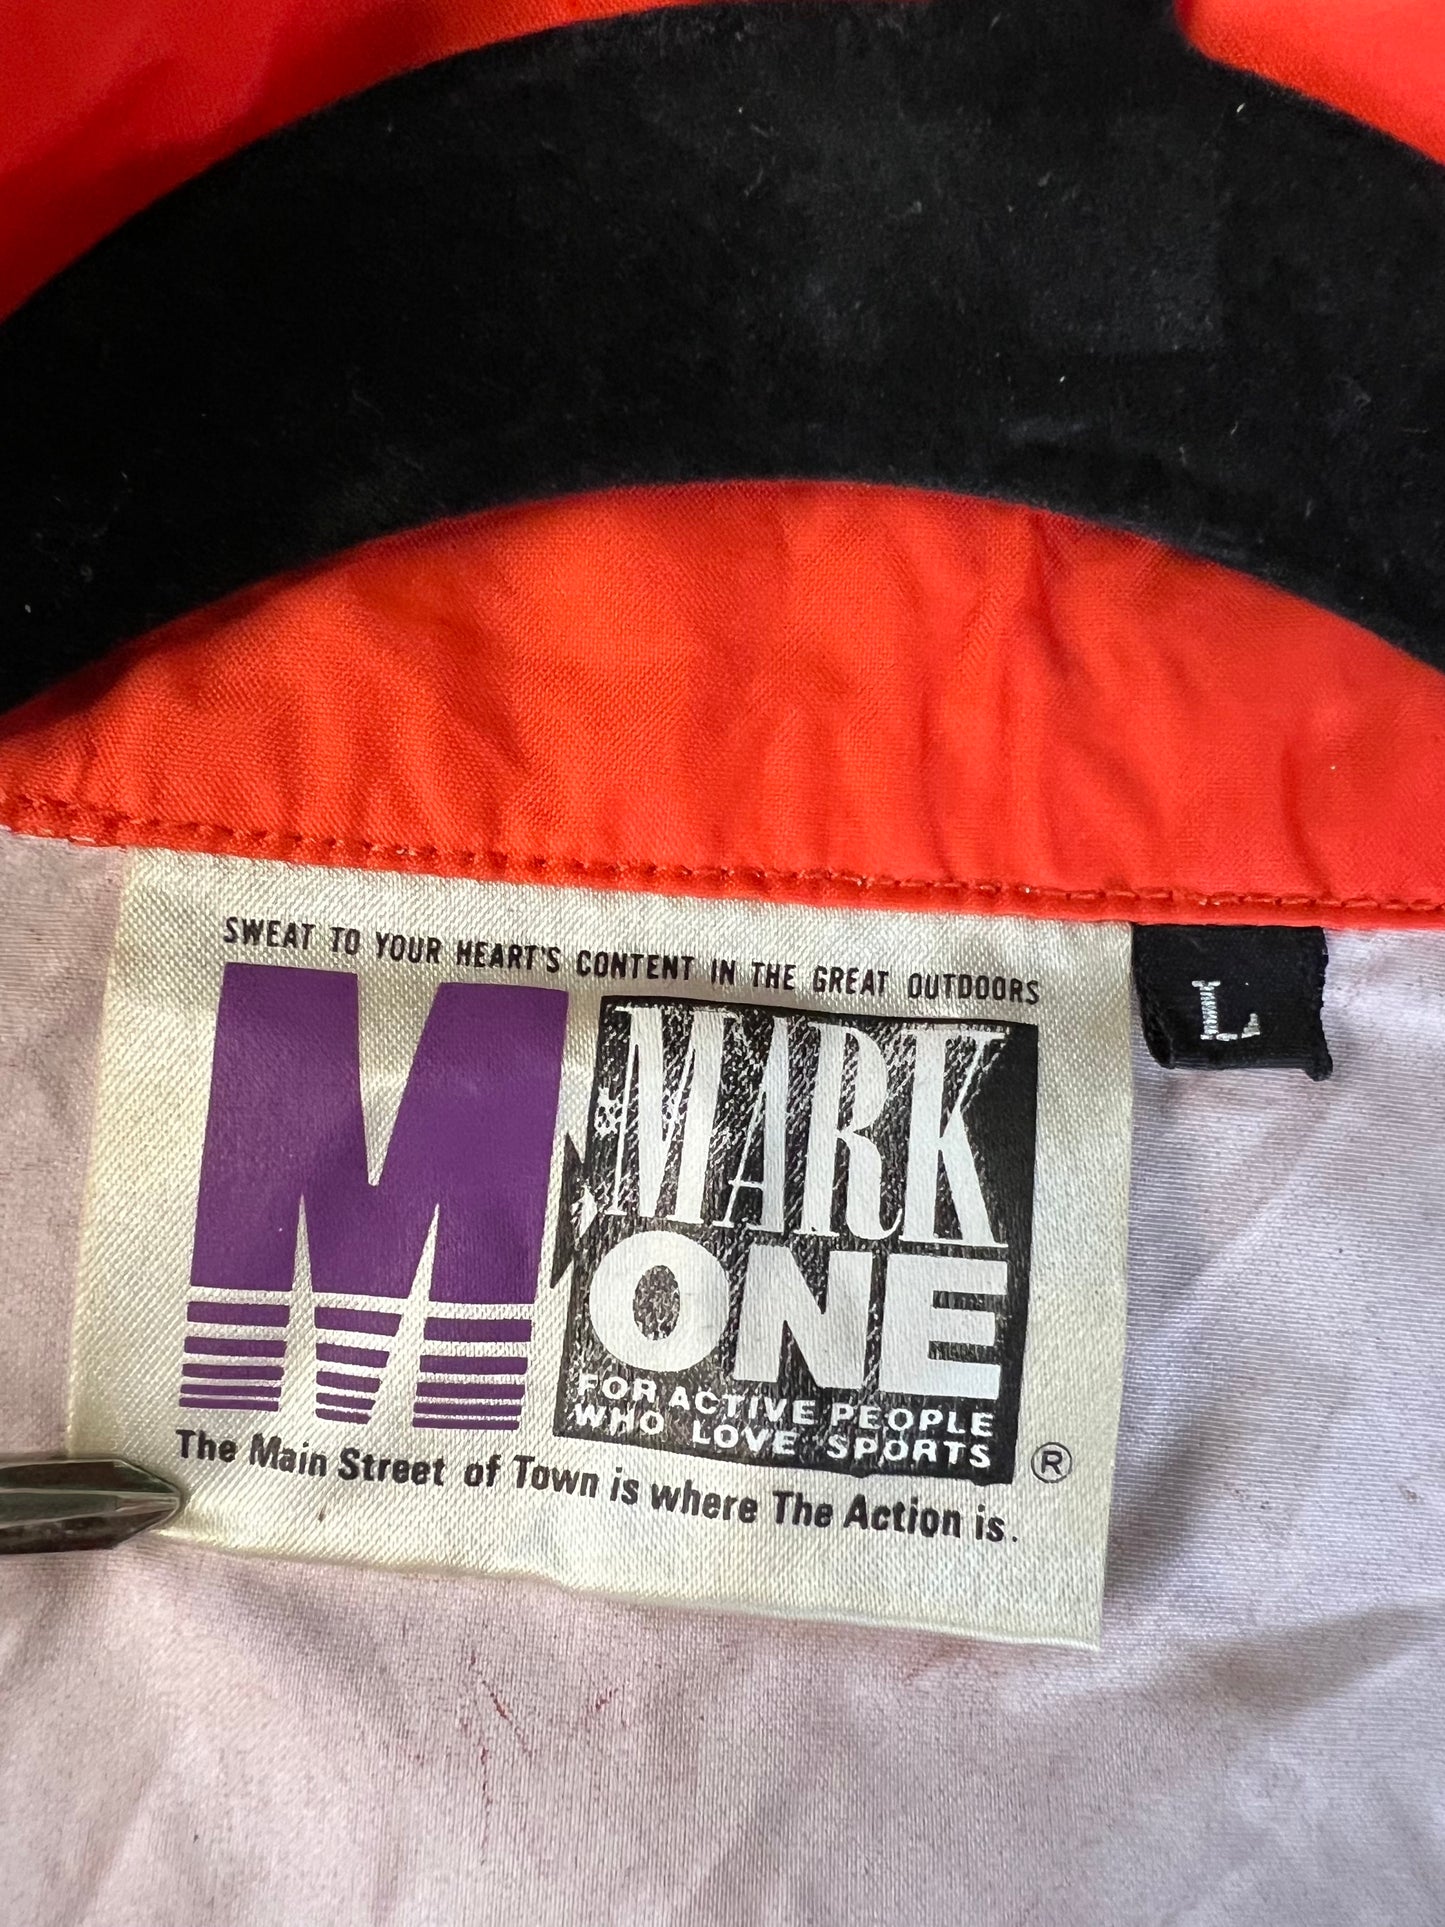 SWEAT TO YOUR HEART'S CONTENT IN THE GREAT OUTDOORS
M
MARK
ONE
FOR ACTIVE PEOPLE
WHO LOVE SPORTS
®
The Main Street of Town is where The Action is.
L